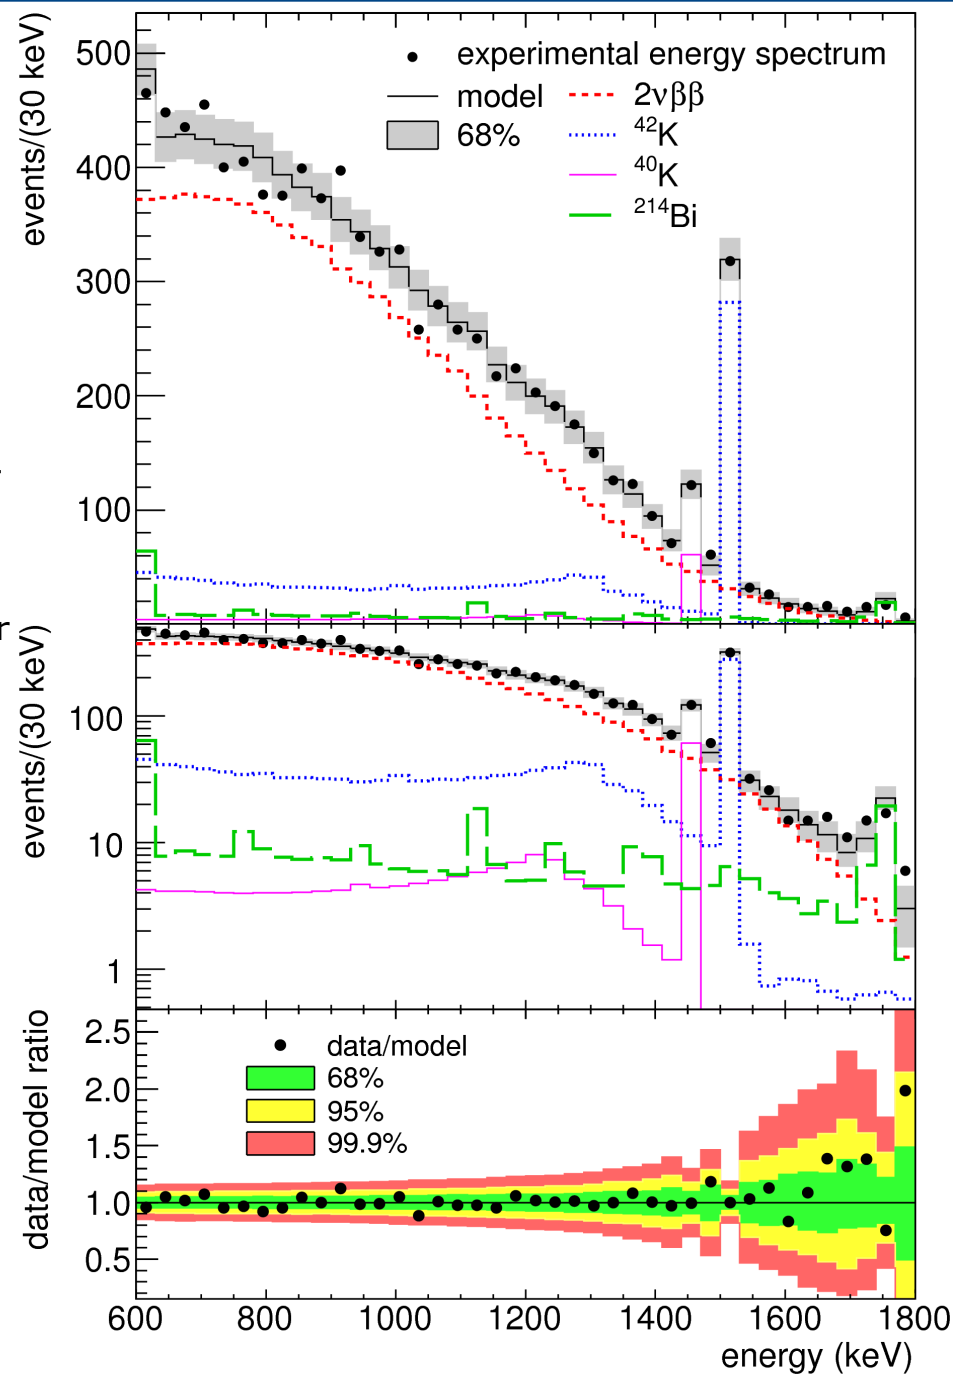 events/(30 keV)
500
400
300
200
100
experimental energy spectrum
model
68%
2νββ
⁴²K
⁴⁰K
²¹⁴Bi
r
events/(30 keV)
100
10
1
data/model ratio
2.5
2.0
1.5
1.0
0.5
data/model
68%
95%
99.9%
600 800 1000 1200 1400 1600 1800
energy (keV)